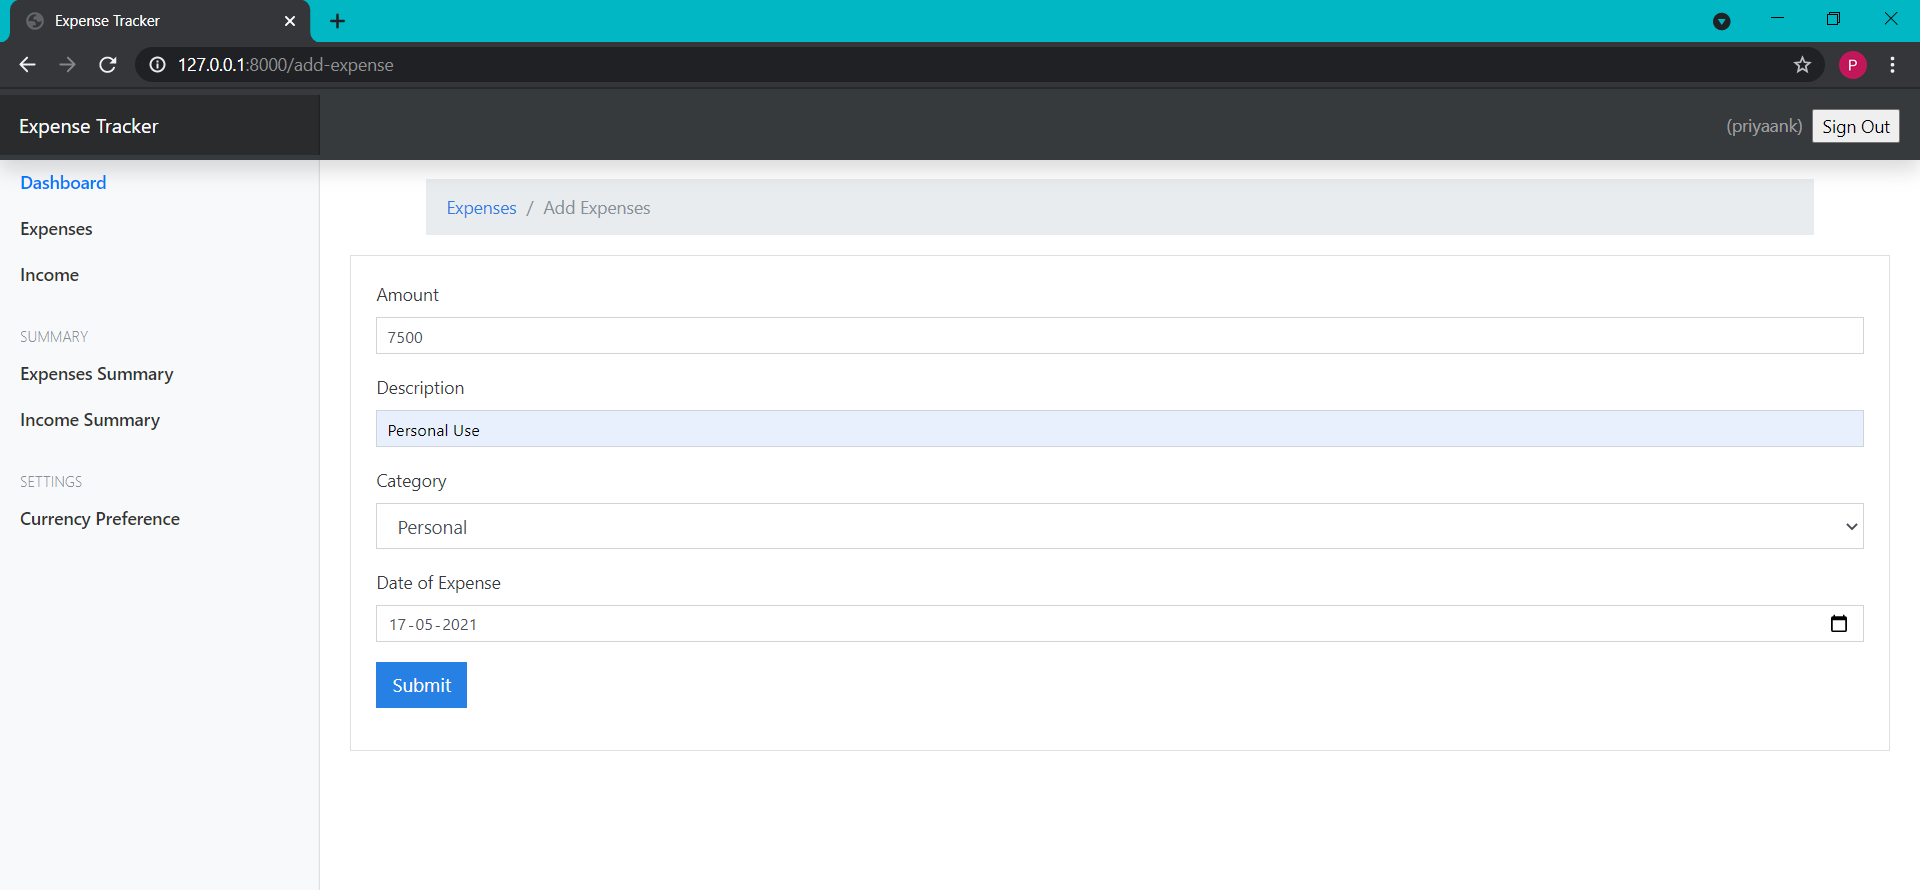 Expense Tracker
127.0.0.1:8000/add-expense
P
Expense Tracker
(priyaank)
Sign Out
Dashboard
Expenses
Income
SUMMARY
Expenses Summary
Income Summary
SETTINGS
Currency Preference
Expenses / Add Expenses
Amount
7500
Description
Personal Use
Category
Personal
Date of Expense
17-05-2021
Submit